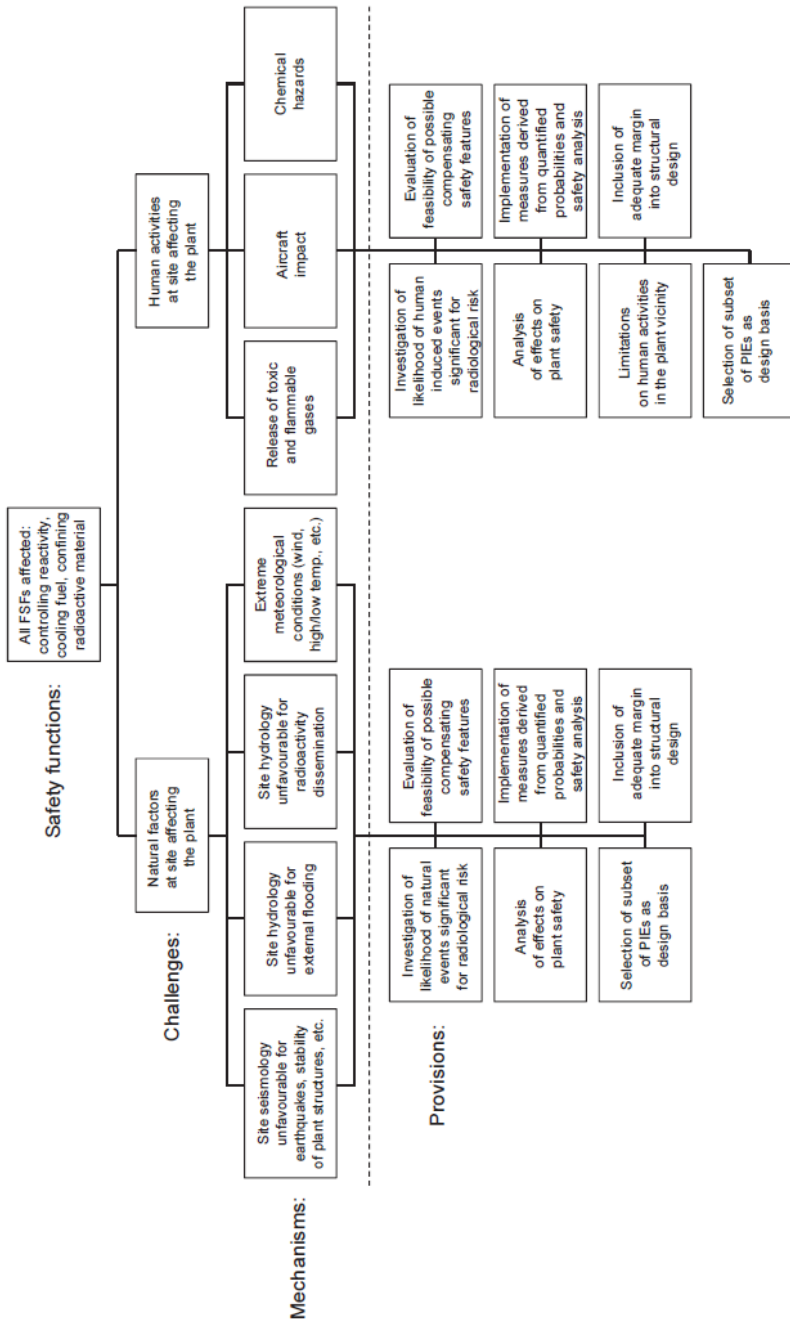 Safety functions:
All FSFs affected:
controlling reactivity,
cooling fuel, confining
radioactive material
Challenges:
Natural factors
at site affecting
the plant
Human activities
at site affecting
the plant
Mechanisms:
Site seismology
unfavourable for
earthquakes, stability
of plant structures, etc.
Site hydrology
unfavourable for
external flooding
Site hydrology
unfavourable for
radioactivity
dissemination
Extreme
meteorological
conditions (wind,
high/low temp., etc.)
Release of toxic
and flammable
gases
Aircraft
impact
Chemical
hazards
Provisions:
Investigation of
likelihood of natural
events significant
for radiological risk
Evaluation of
feasibility of possible
compensating
safety features
Analysis
of effects on
plant safety
Implementation of
measures derived
from quantified
probabilities and
safety analysis
Selection of subset
of PIEs as
design basis
Inclusion of
adequate margin
into structural
design
Investigation of
likelihood of human
induced events
significant for
radiological risk
Evaluation of
feasibility of possible
compensating
safety features
Analysis
of effects on
plant safety
Implementation of
measures derived
from quantified
probabilities and
safety analysis
Limitations
on human activities
in the plant vicinity
Inclusion of
adequate margin
into structural
design
Selection of subset
of PIEs as
design basis